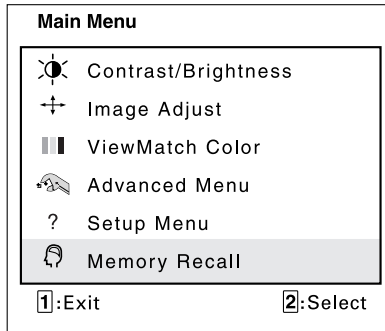 Main Menu
Contrast/Brightness
Image Adjust
ViewMatch Color
Advanced Menu
? Setup Menu
Memory Recall
1:Exit 2:Select